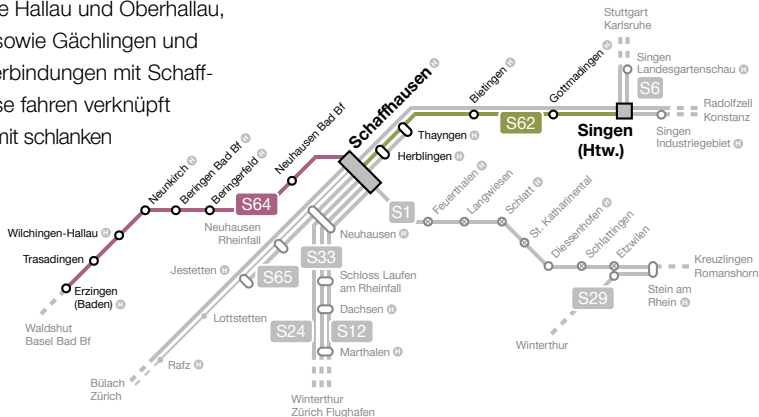 e Hallau und Oberhallau,
sowie Gächlingen und
erbindungen mit Schaff-
se fahren verknüpft
mit schlanken
Stuttgart
Karlsruhe
Singen
Landesgartenschau H
S6
Radolfzell
Konstanz
Singen
Industriegebiet H
Singen
(Htw.)
Gottmadingen H
S62
Bietingen H
Thayngen H
Herblingen H
Schaffhausen H
Neuhausen Bad Bf
Beringerfeld H
Beringen Bad Bf H
Neunkirch H
S64
Wilchingen-Hallau H
Trasadingen
Erzingen
(Baden) H
Waldshut
Basel Bad Bf
Neuhausen
Rheinfall
Jestetten H
S65
Lottstetten
Rafz H
Bülach
Zürich
S1
Neuhausen H
S33
Schloss Laufen
am Rheinfall
Dachsen H
S24
S12
Marthalen H
Winterthur
Zürich Flughafen
Feuerthalen H
Langwiesen
Schlatt H
St. Katharinental
Diessenhofen H
Schlattingen
Etzwilen
Kreuzlingen
Romanshorn
Stein am
Rhein H
S29
Winterthur